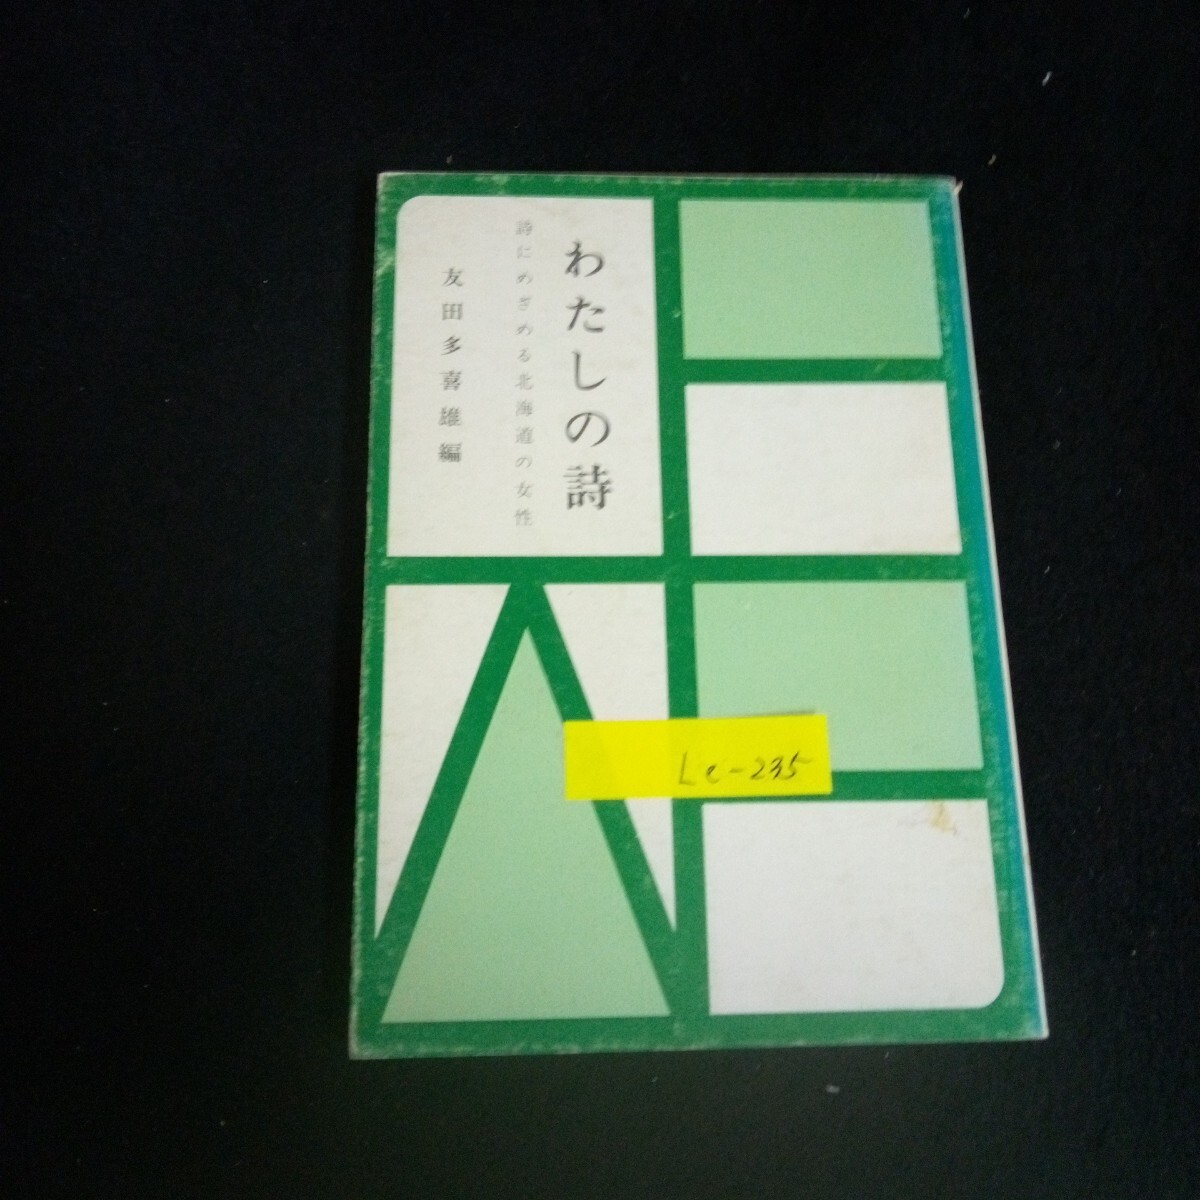 わたしの詩
詩にめざめる北海道の女性
友田多喜雄編
Le-235